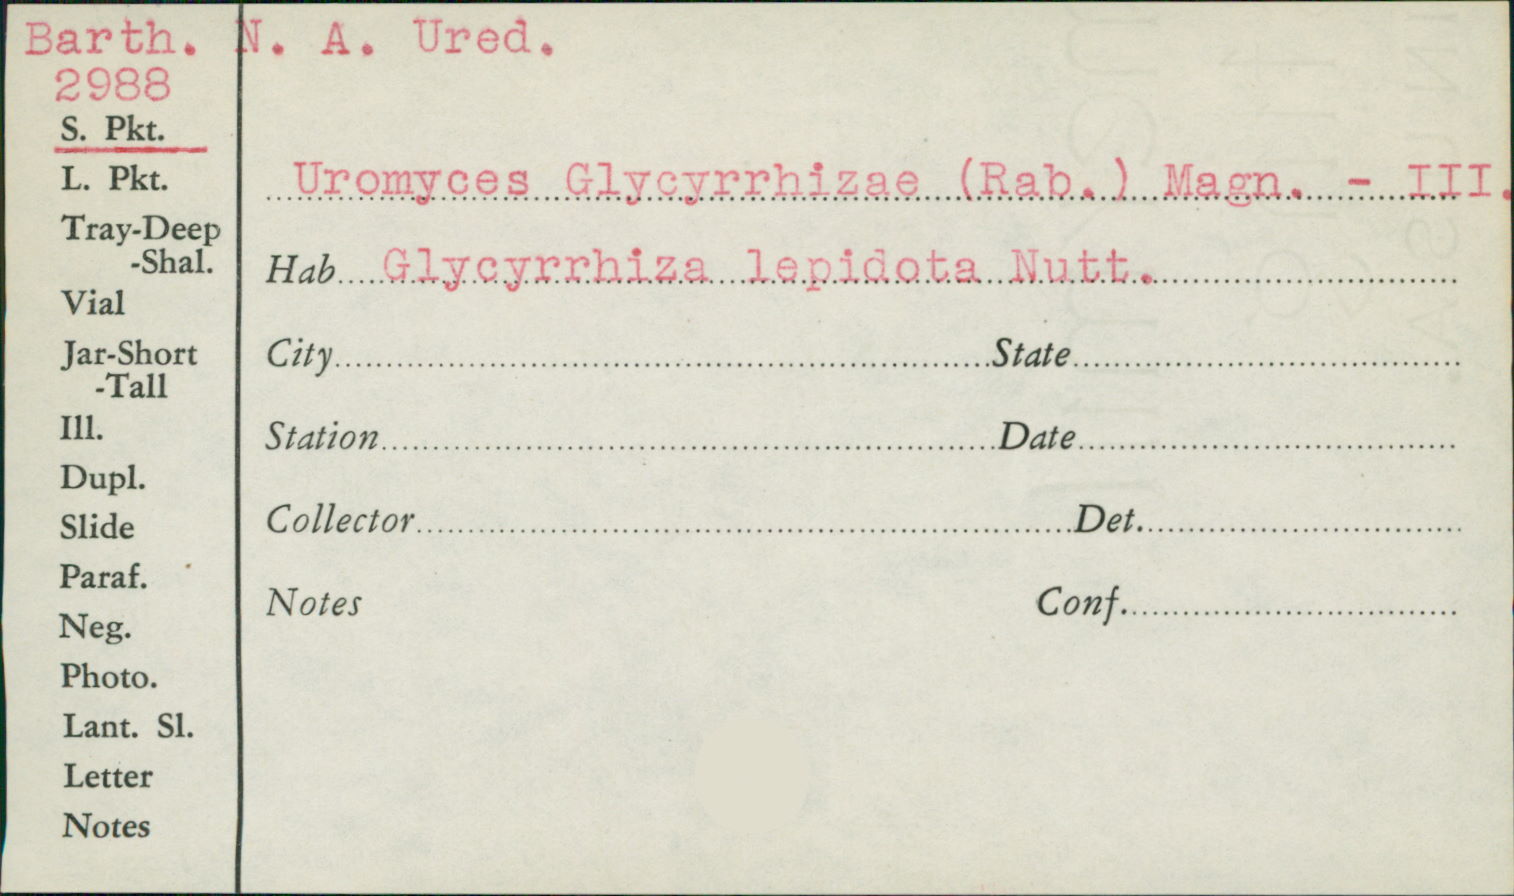 Barth. N. A. Ured.
2988
S. Pkt.
L. Pkt.
Tray-Deep
-Shal.
Vial
Jar-Short
-Tall
Ill.
Dupl.
Slide
Paraf.
Neg.
Photo.
Lant. Sl.
Letter
Notes
Uromyces Glycyrrhizae (Rab.) Magn. - III.
Hab Glycyrrhiza lepidota Nutt.
City State
Station Date
Collector Det.
Notes Conf.